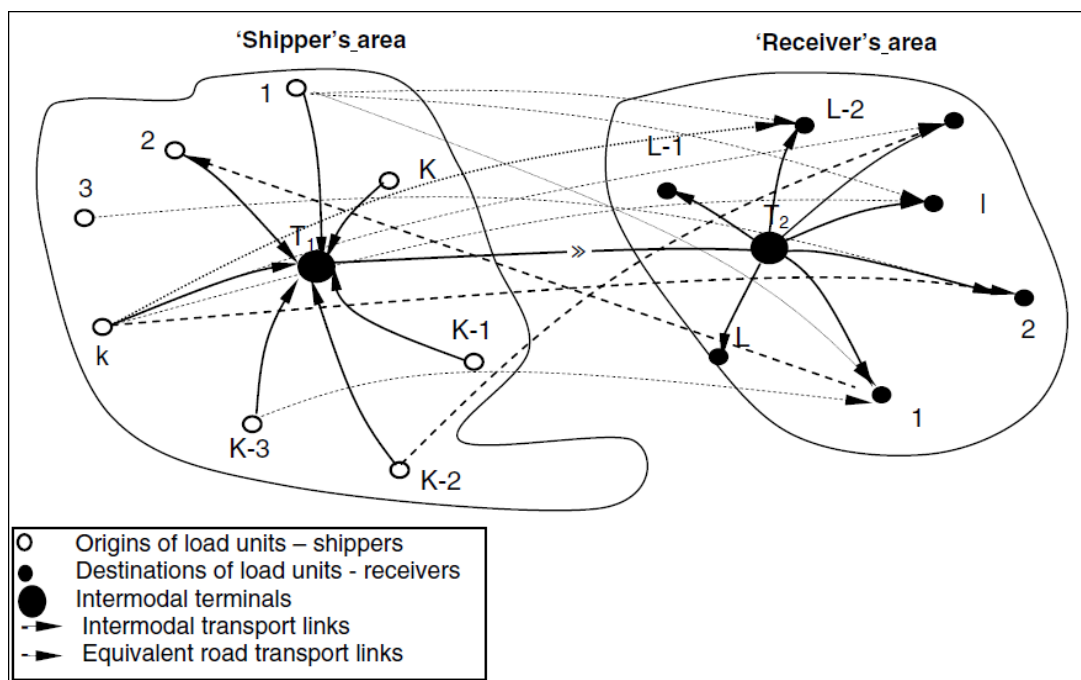 ‘Shipper's_area
‘Receiver's_area
1
2
3
K
T1
k
K-1
K-3
K-2
L-2
L-1
l
T2
2
L
1
»
Origins of load units – shippers
Destinations of load units - receivers
Intermodal terminals
Intermodal transport links
Equivalent road transport links